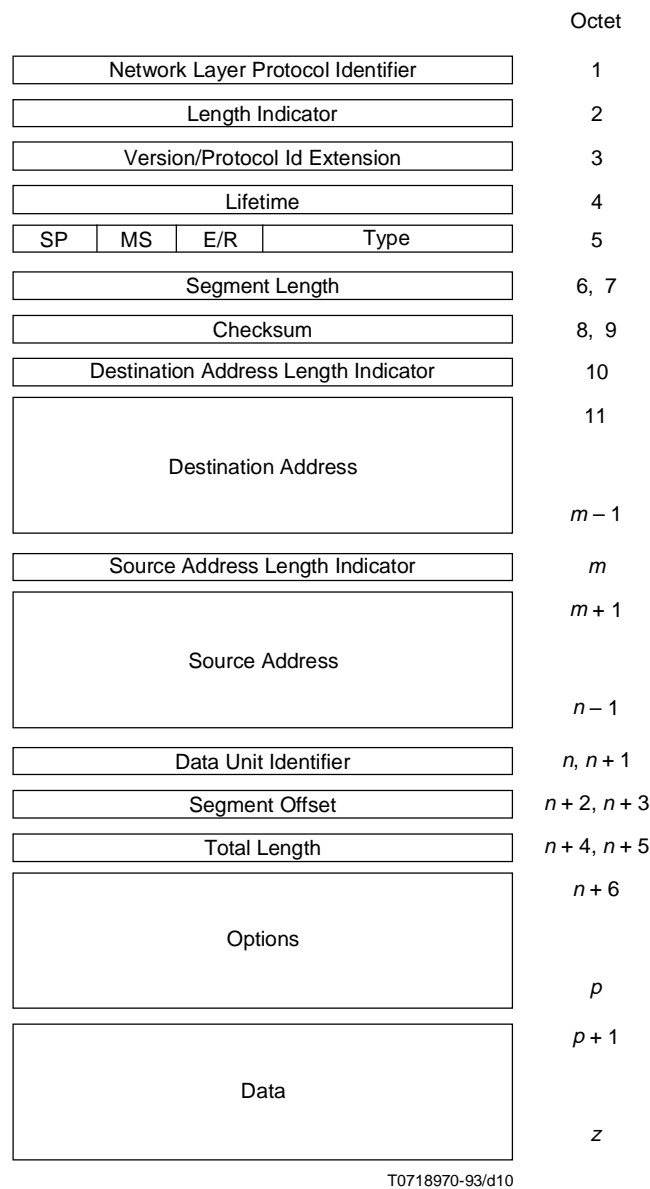 Octet
Network Layer Protocol Identifier 1
Length Indicator 2
Version/Protocol Id Extension 3
Lifetime 4
SP MS E/R Type 5
Segment Length 6, 7
Checksum 8, 9
Destination Address Length Indicator 10
11
Destination Address
m – 1
Source Address Length Indicator m
m + 1
Source Address
n – 1
Data Unit Identifier n, n + 1
Segment Offset n + 2, n + 3
Total Length n + 4, n + 5
n + 6
Options
p
p + 1
Data
z
T0718970-93/d10